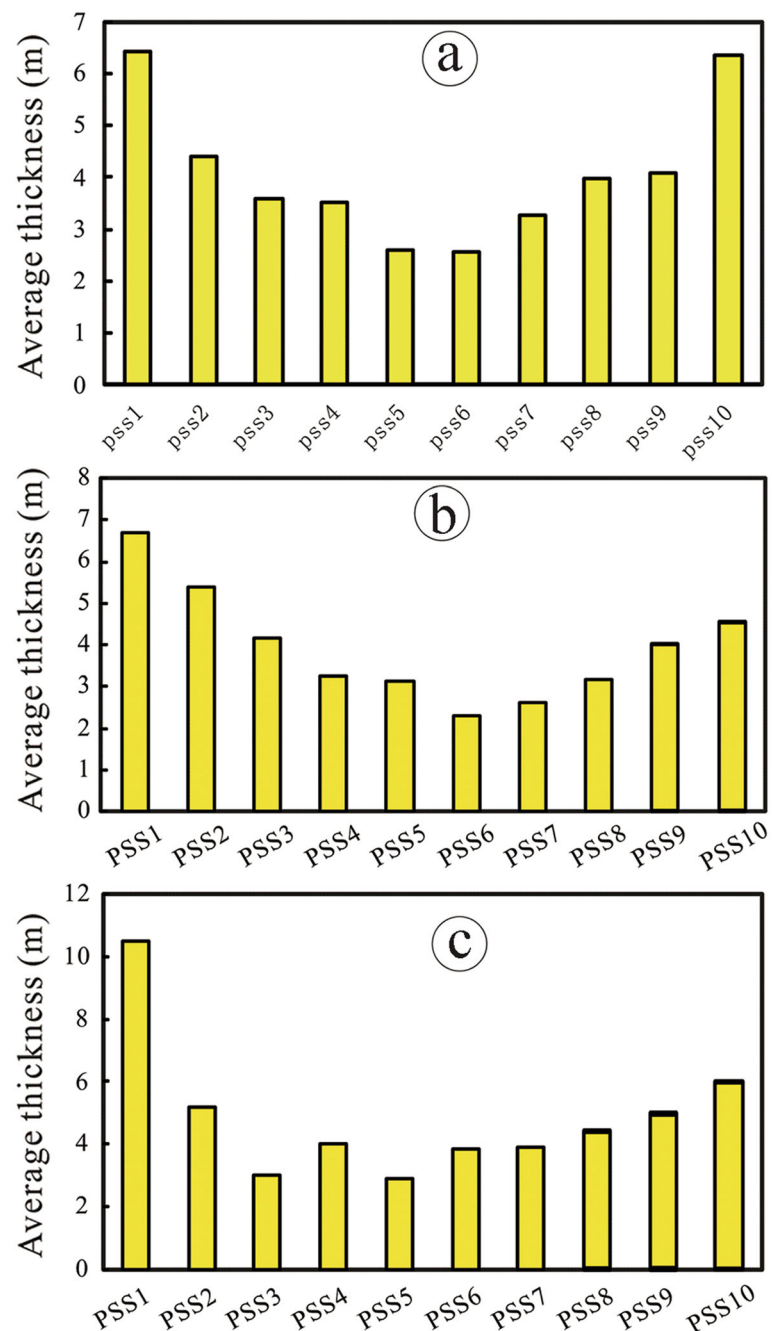 a
Average thickness (m)
7
6
5
4
3
2
1
0
pss1 pss2 pss3 pss4 pss5 pss6 pss7 pss8 pss9 pss10
b
Average thickness (m)
8
7
6
5
4
3
2
1
0
PSS1 PSS2 PSS3 PSS4 PSS5 PSS6 PSS7 PSS8 PSS9 PSS10
c
Average thickness (m)
12
10
8
6
4
2
0
PSS1 PSS2 PSS3 PSS4 PSS5 PSS6 PSS7 PSS8 PSS9 PSS10